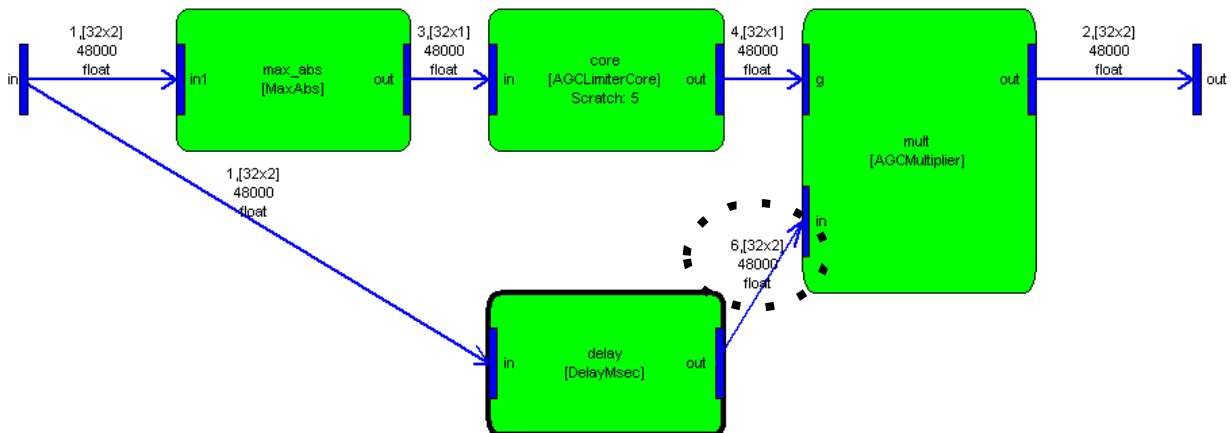 in
1,[32x2]
48000
float
in1
max_abs
[MaxAbs]
out
3,[32x1]
48000
float
in
core
[AGCLimiterCore]
Scratch: 5
out
4,[32x1]
48000
float
g
in
mult
[AGCMultiplier]
out
2,[32x2]
48000
float
out
1,[32x2]
48000
float
in
delay
[DelayMsec]
out
6,[32x2]
48000
float